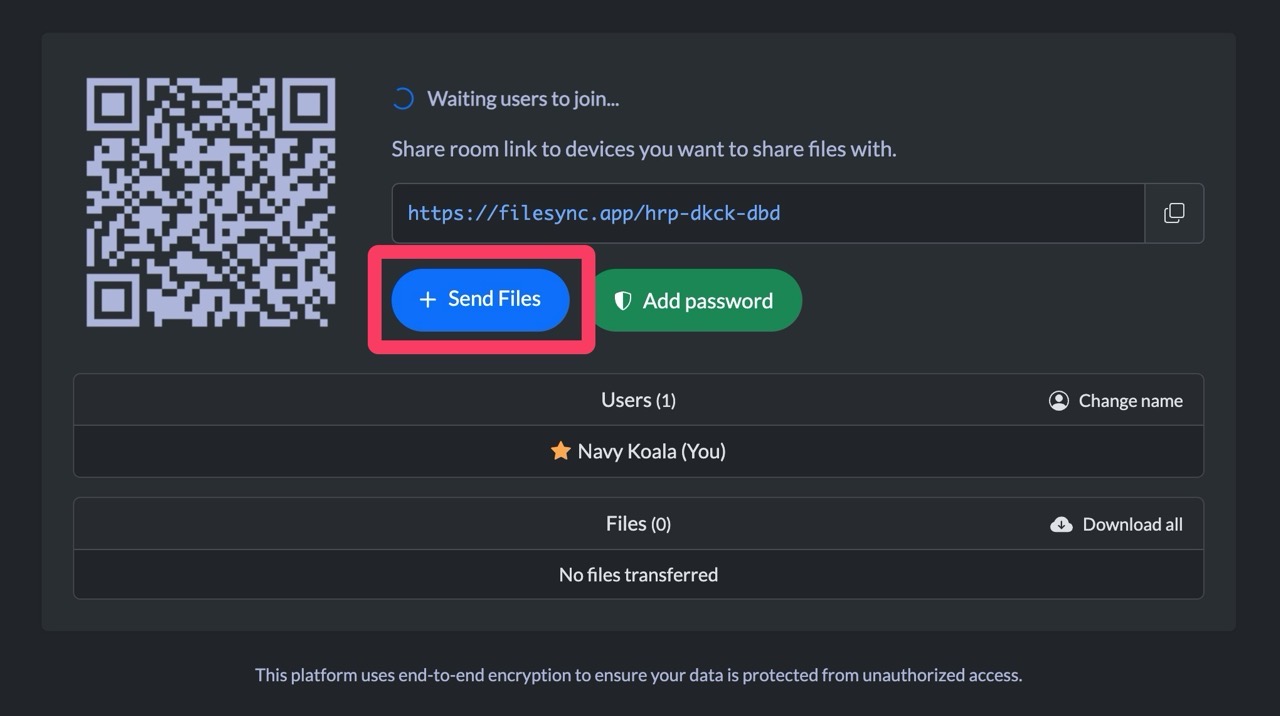 Waiting users to join...
Share room link to devices you want to share files with.
https://filesync.app/hrp-dkck-dbd
Send Files
Add password
Users (1)
Change name
Navy Koala (You)
Files (0)
Download all
No files transferred
This platform uses end-to-end encryption to ensure your data is protected from unauthorized access.